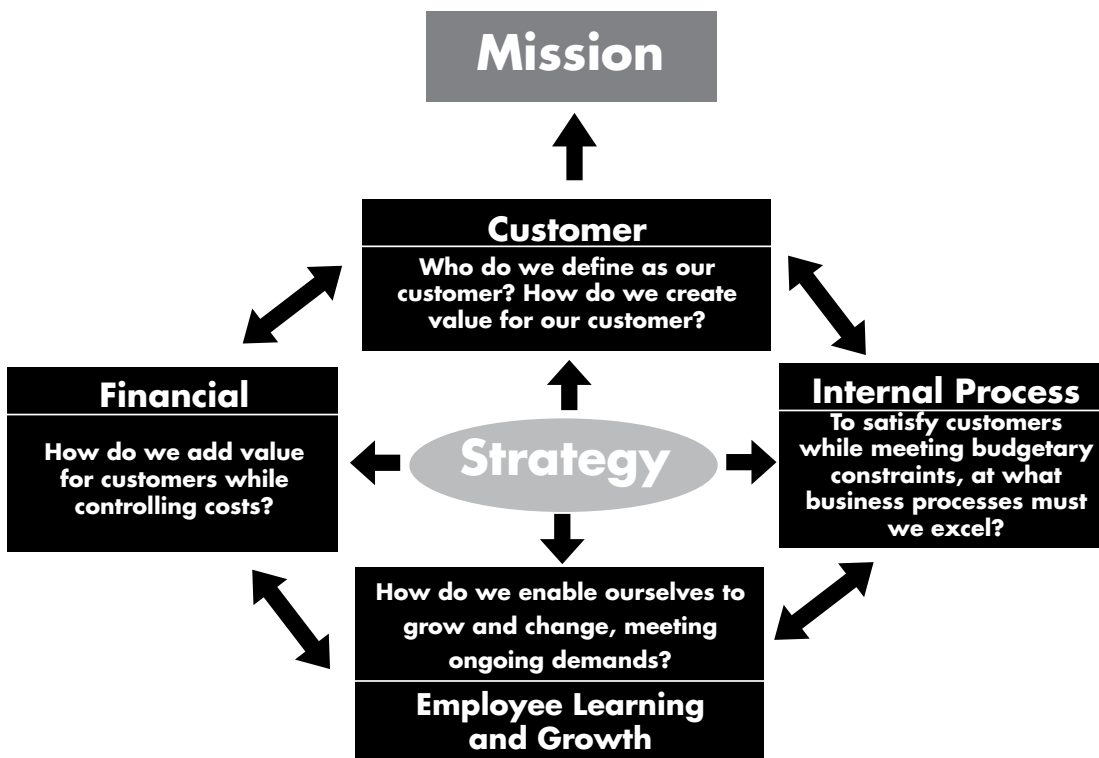 Mission
Customer
Who do we define as our
customer? How do we create
value for our customer?
Financial
How do we add value
for customers while
controlling costs?
Strategy
Internal Process
To satisfy customers
while meeting budgetary
constraints, at what
business processes must
we excel?
How do we enable ourselves to
grow and change, meeting
ongoing demands?
Employee Learning
and Growth